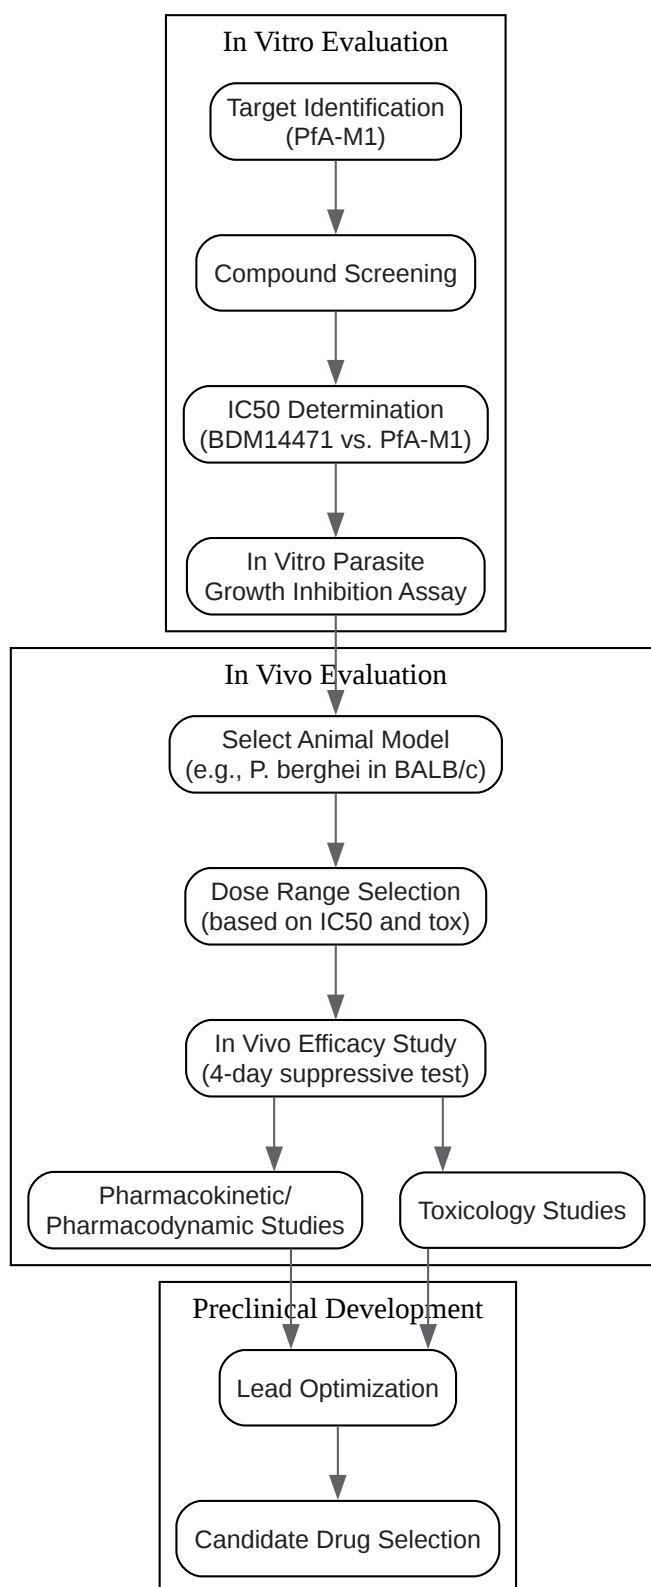 In Vitro Evaluation
Target Identification
(PfA-M1)
Compound Screening
IC50 Determination
(BDM14471 vs. PfA-M1)
In Vitro Parasite
Growth Inhibition Assay
In Vivo Evaluation
Select Animal Model
(e.g., P. berghei in BALB/c)
Dose Range Selection
(based on IC50 and tox)
In Vivo Efficacy Study
(4-day suppressive test)
Pharmacokinetic/
Pharmacodynamic Studies
Toxicology Studies
Preclinical Development
Lead Optimization
Candidate Drug Selection